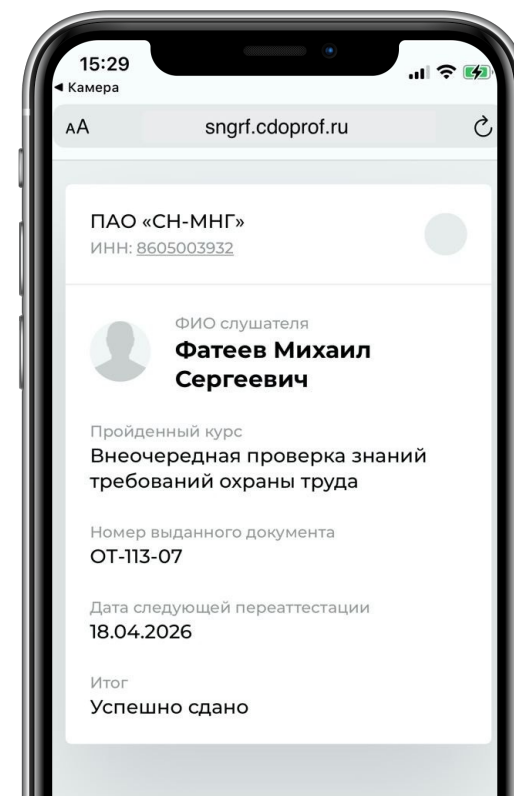 15:29
◀ Камера
AA
sngrf.cdoprof.ru
ПАО «СН-МНГ»
ИНН: 8605003932
ФИО слушателя
Фатеев Михаил
Сергеевич
Пройденный курс
Внеочередная проверка знаний
требований охраны труда
Номер выданного документа
ОТ-113-07
Дата следующей переаттестации
18.04.2026
Итог
Успешно сдано